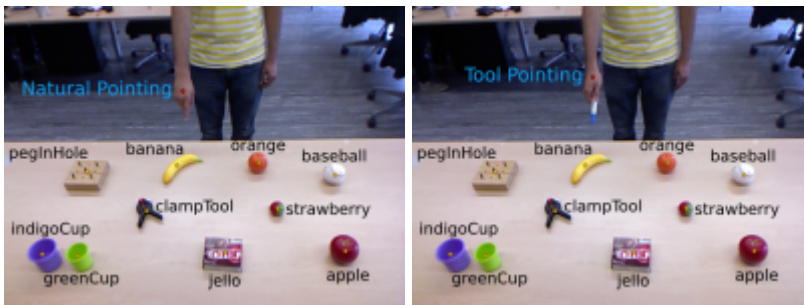 Natural Pointing
pegInHole
banana
orange
baseball
clampTool
strawberry
indigoCup
greenCup
jello
apple
Tool Pointing
pegInHole
banana
orange
baseball
clampTool
strawberry
indigoCup
greenCup
jello
apple